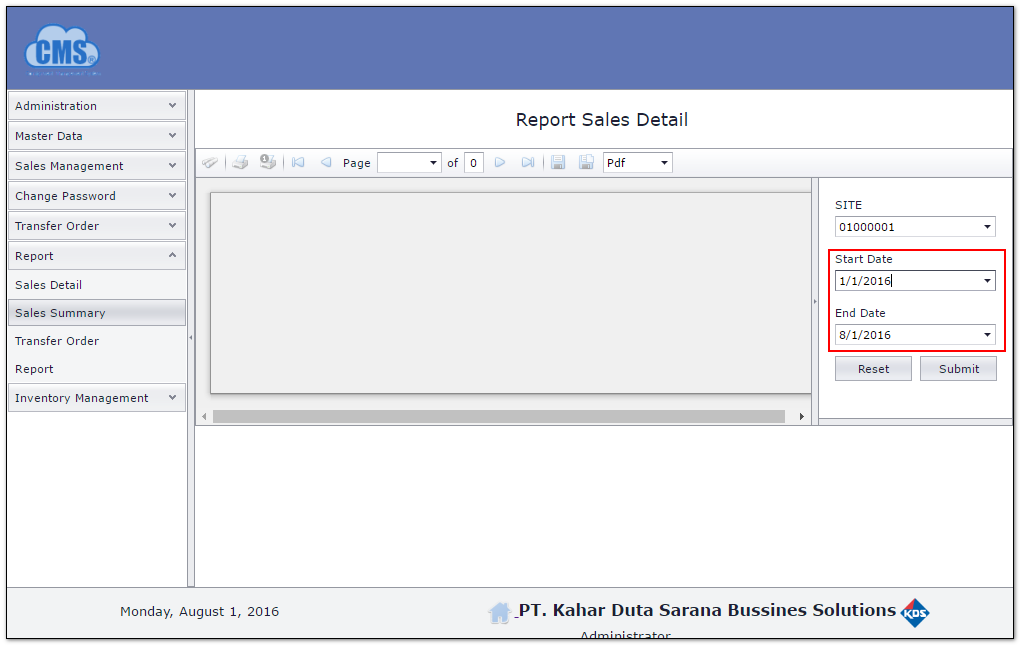 CMS®
Report Sales Detail
Administration
Master Data
Sales Management
Change Password
Transfer Order
Report
Sales Detail
Sales Summary
Transfer Order
Report
Inventory Management
Page of 0 Pdf
SITE
01000001
Start Date
1/1/2016
End Date
8/1/2016
Reset Submit
Monday, August 1, 2016
PT. Kahar Duta Sarana Bussines Solutions KDS
Administrator